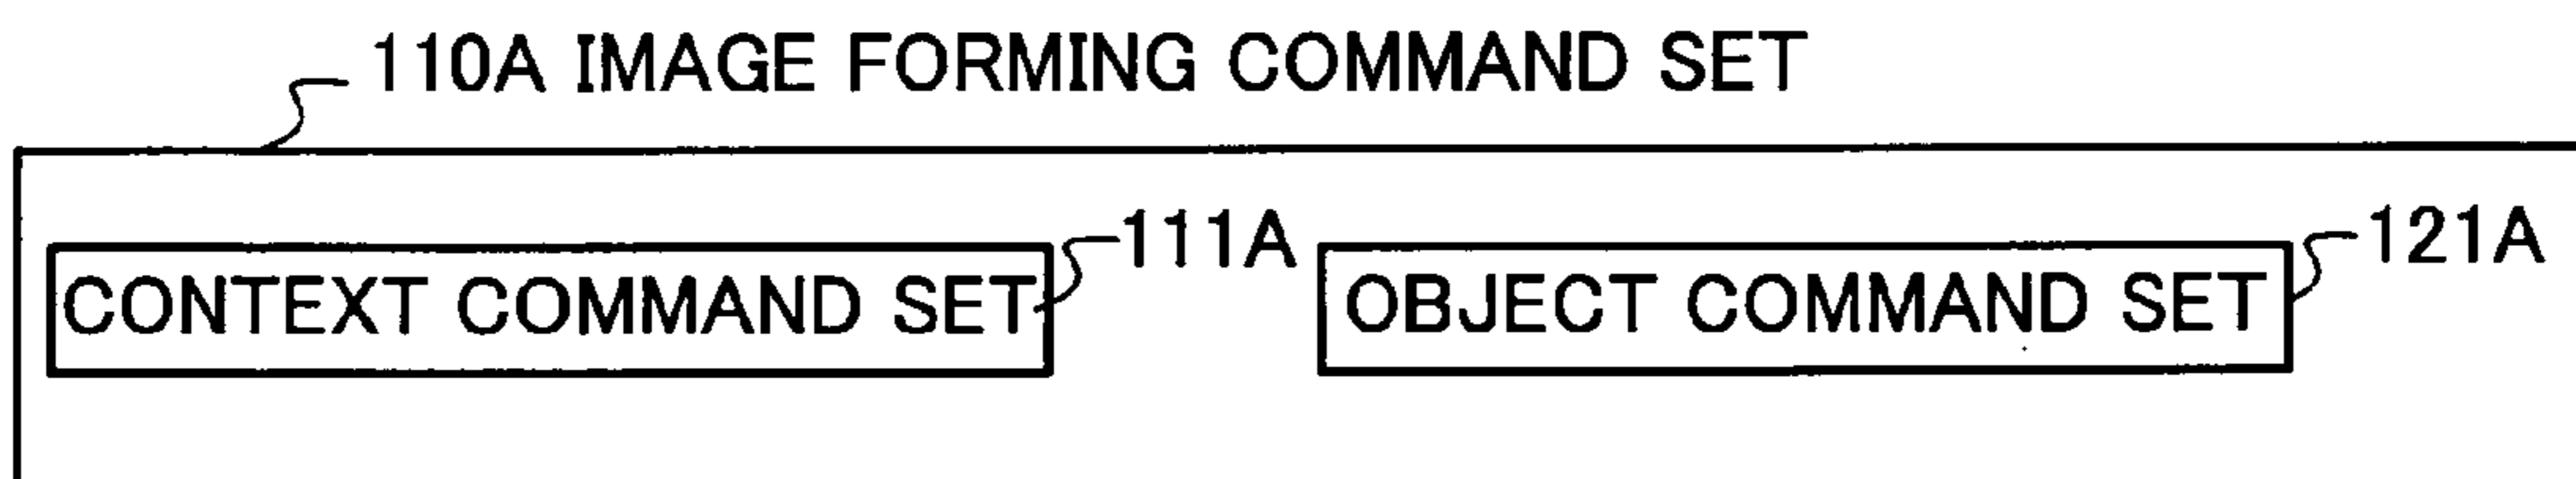 110A IMAGE FORMING COMMAND SET
CONTEXT COMMAND SET 111A OBJECT COMMAND SET 121A